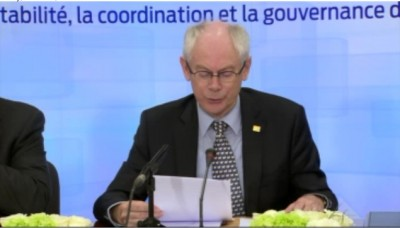 tabilité, la coordination et la gouvernance d